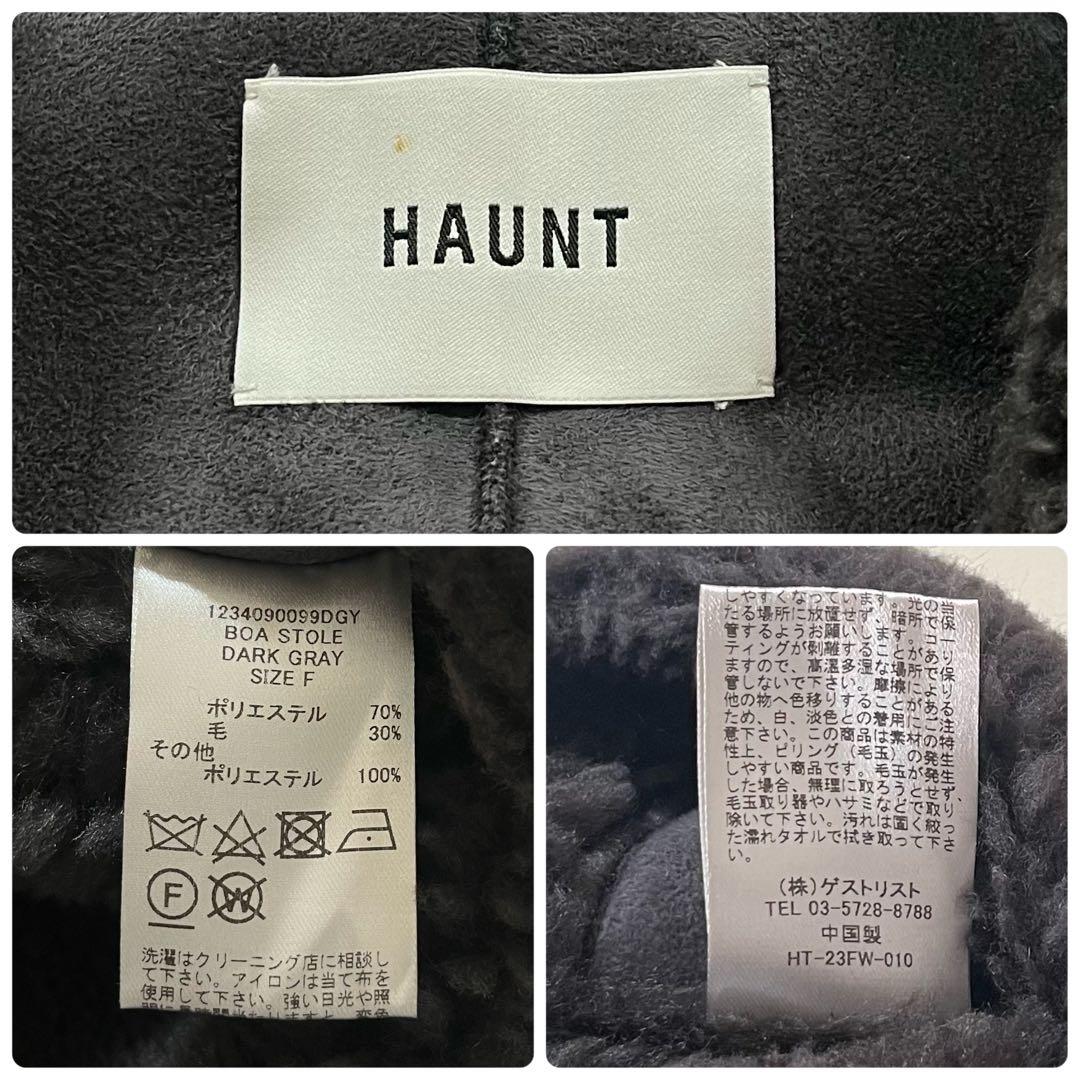 HAUNT
1234090099DGY
BOA STOLE
DARK GRAY
SIZE F
ポリエステル 70%
毛 30%
その他
ポリエステル 100%
F
W
洗濯はクリーニング店に相談し
て下さい。アイロンは当て布を
使用して下さい。強い日光や照
しやすくなっています。光の当
たる場所に放置せず、暗所で保
管するようお願いします。コー
ティングが剥離することがあり
ますので、高温多湿な場所で保
管しないで下さい。摩擦により
他の物へ色移りすることがある
ため、白、淡色との着用にご注
意下さい。この商品は素材の特
性上、ピリング（毛玉）の発生
しやすい商品です。毛玉が発生
した場合、無理に取ろうとせず、
毛玉取り器やハサミなどで取り
除いて下さい。汚れは固く絞っ
た濡れタオルで拭き取って下さ
い。
（株）ゲストリスト
TEL 03-5728-8788
中国製
HT-23FW-010